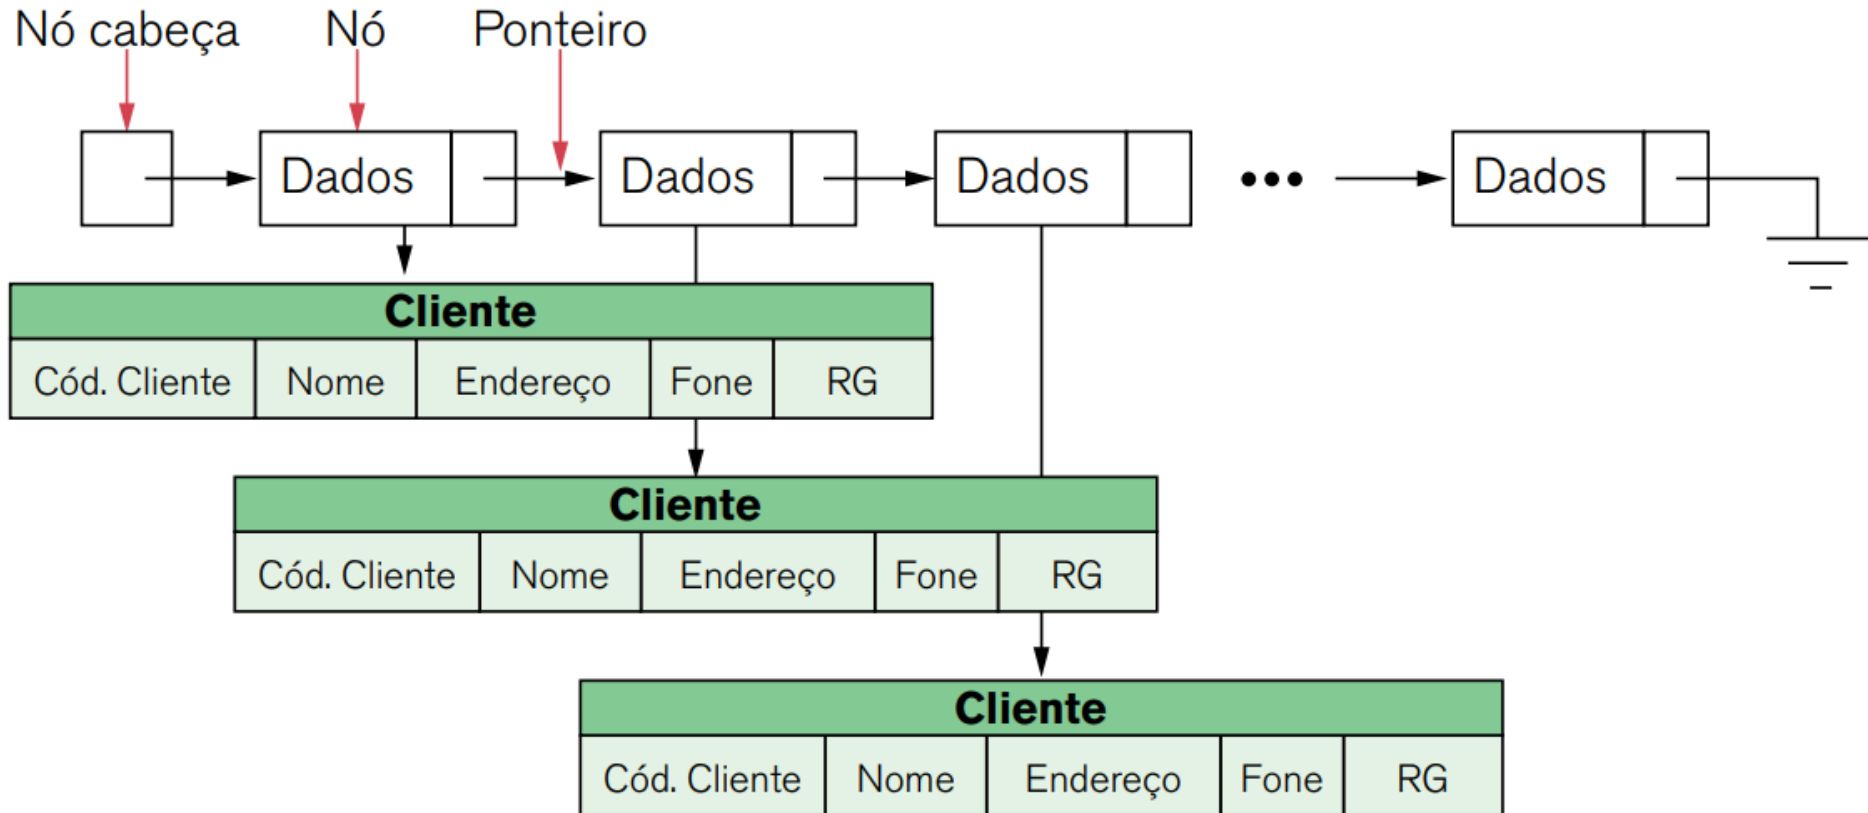 Nó cabeça Nó Ponteiro
Dados Dados Dados ••• Dados
Cliente
Cód. Cliente Nome Endereço Fone RG
Cliente
Cód. Cliente Nome Endereço Fone RG
Cliente
Cód. Cliente Nome Endereço Fone RG